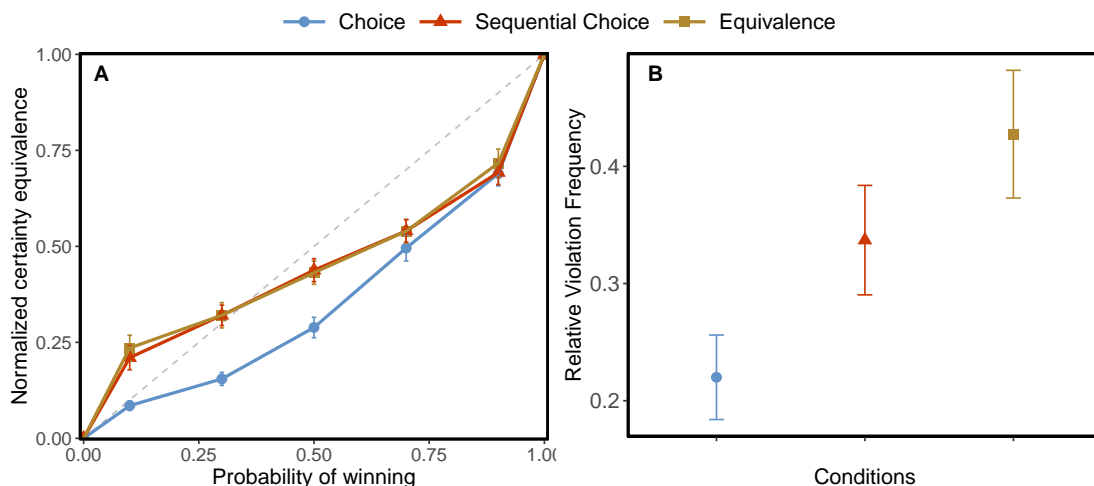 Choice Sequential Choice Equivalence
A
B
Normalized certainty equivalence
1.00
0.75
0.50
0.25
0.00
0.00 0.25 0.50 0.75 1.00
Probability of winning
Relative Violation Frequency
0.4
0.3
0.2
Conditions